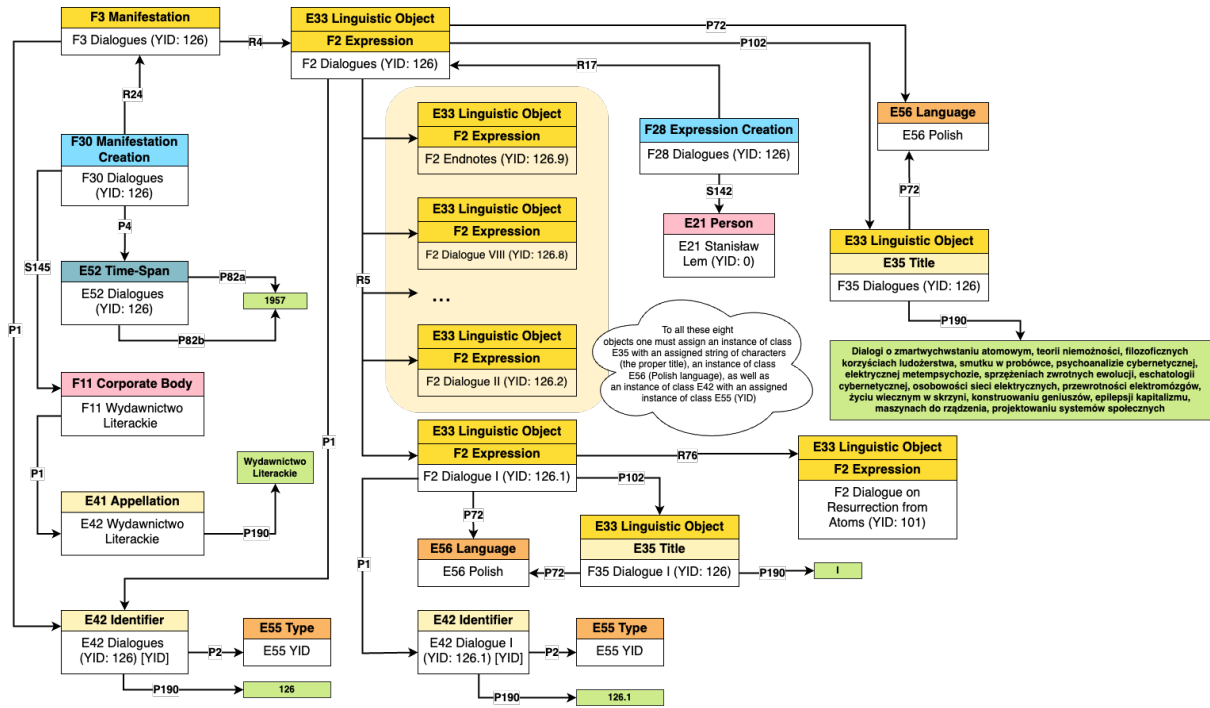 F3 Manifestation
F3 Dialogues (YID: 126)
R4
E33 Linguistic Object
F2 Expression
F2 Dialogues (YID: 126)
P72
P102
R17
R24
F30 Manifestation
Creation
F30 Dialogues
(YID: 126)
P4
S145
P1
E52 Time-Span
E52 Dialogues
(YID: 126)
P82a
1957
P82b
F11 Corporate Body
F11 Wydawnictwo
Literackie
P1
E41 Appellation
E42 Wydawnictwo
Literackie
P190
Wydawnictwo
Literackie
P1
E42 Identifier
E42 Dialogues
(YID: 126) [YID]
P2
E55 Type
E55 YID
P190
126
R5
E33 Linguistic Object
F2 Expression
F2 Endnotes (YID: 126.9)
E33 Linguistic Object
F2 Expression
F2 Dialogue VIII (YID: 126.8)
...
E33 Linguistic Object
F2 Expression
F2 Dialogue II (YID: 126.2)
F28 Expression Creation
F28 Dialogues (YID: 126)
S142
E21 Person
E21 Stanisław
Lem (YID: 0)
E56 Language
E56 Polish
P72
E33 Linguistic Object
E35 Title
F35 Dialogues (YID: 126)
P190
Dialogi o zmartwychwstaniu atomowym, teorii niemożności, filozoficznych
korzyściach ludożerstwa, smutku w probówce, psychoanalizie cybernetycznej,
elektrycznej metempsychozie, sprzężeniach zwrotnych ewolucji, eschatologii
cybernetycznej, osobowości sieci elektrycznych, przewrotności elektromózgów,
życiu wiecznym w skrzyni, konstruowaniu geniuszów, epilepsji kapitalizmu,
maszynach do rządzenia, projektowaniu systemów społecznych
To all these eight
objects one must assign an instance of class
E35 with an assigned string of characters
(the proper title), an instance of class
E56 (Polish language), as well as
an instance of class E42 with an assigned
instance of class E55 (YID)
E33 Linguistic Object
F2 Expression
F2 Dialogue I (YID: 126.1)
R76
E33 Linguistic Object
F2 Expression
F2 Dialogue on
Resurrection from
Atoms (YID: 101)
P102
P72
P1
E33 Linguistic Object
E35 Title
F35 Dialogue I (YID: 126)
P190
I
P72
E56 Language
E56 Polish
E42 Identifier
E42 Dialogue I
(YID: 126.1) [YID]
P2
E55 Type
E55 YID
P190
126.1